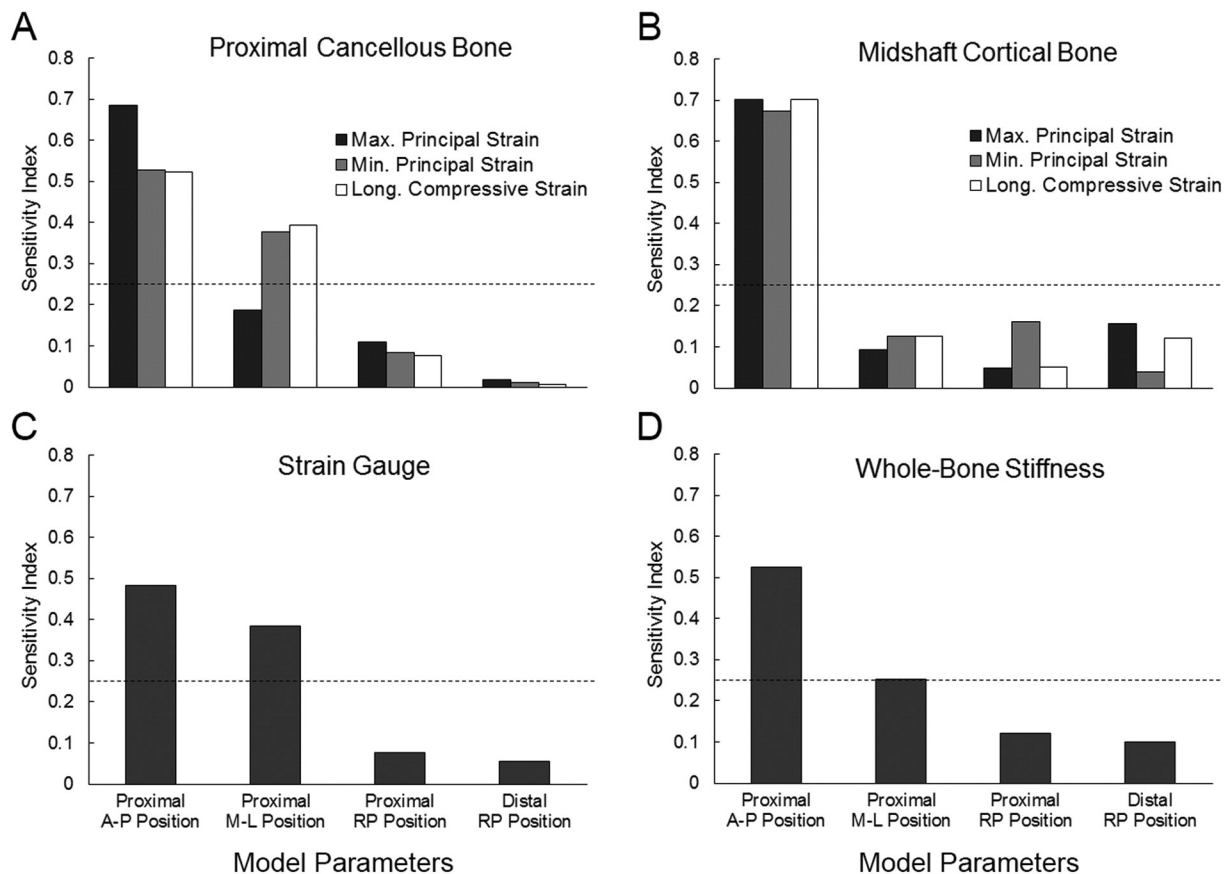 A
Proximal Cancellous Bone
0.8
0.7
0.6
0.5
0.4
0.3
0.2
0.1
0
Sensitivity Index
Max. Principal Strain
Min. Principal Strain
Long. Compressive Strain
B
Midshaft Cortical Bone
0.8
0.7
0.6
0.5
0.4
0.3
0.2
0.1
0
Sensitivity Index
Max. Principal Strain
Min. Principal Strain
Long. Compressive Strain
C
Strain Gauge
0.8
0.7
0.6
0.5
0.4
0.3
0.2
0.1
0
Sensitivity Index
Proximal
A-P Position
Proximal
M-L Position
Proximal
RP Position
Distal
RP Position
Model Parameters
D
Whole-Bone Stiffness
0.8
0.7
0.6
0.5
0.4
0.3
0.2
0.1
0
Sensitivity Index
Proximal
A-P Position
Proximal
M-L Position
Proximal
RP Position
Distal
RP Position
Model Parameters